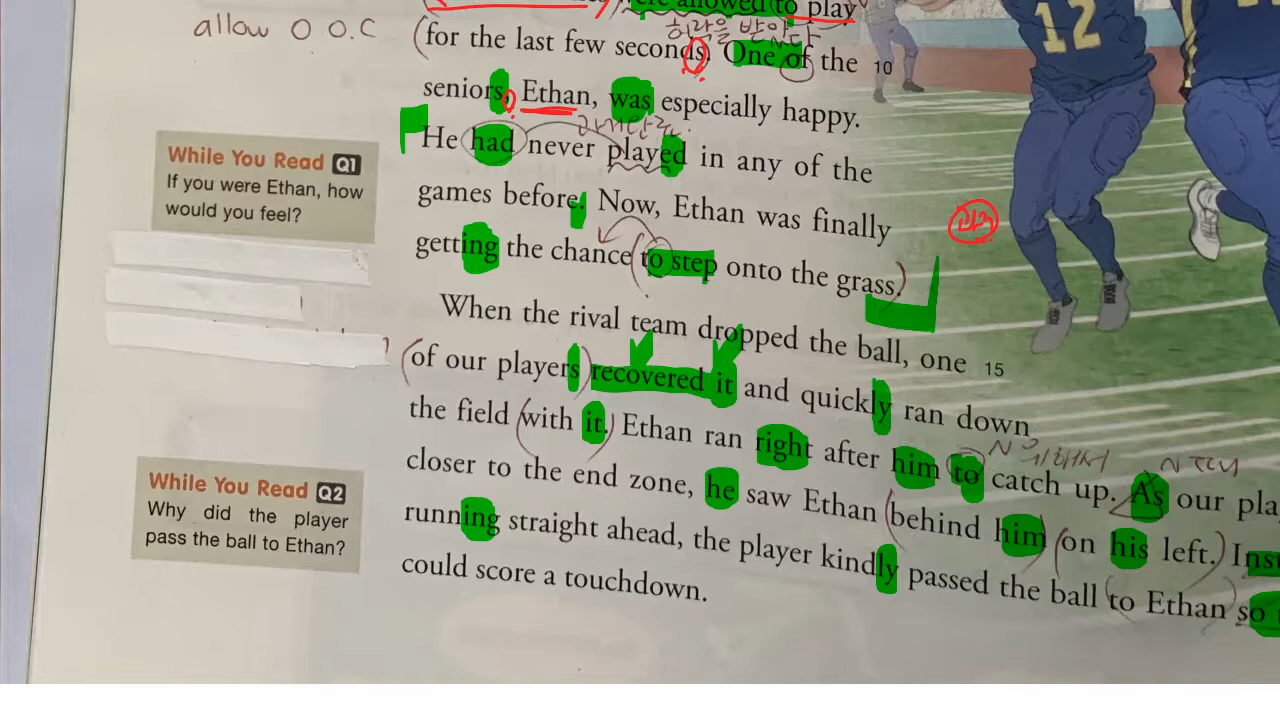 allowed to play
허락을 받았다
allow O O.C
(for the last few seconds. One of the 10
seniors, Ethan, was especially happy.
He had never played in any of the
games before. Now, Ethan was finally
getting the chance (to step onto the grass.)
When the rival team dropped the ball, one 15
(of our players) recovered it and quickly ran down
the field (with it.) Ethan ran right after him to catch up. As our pla
closer to the end zone, he saw Ethan (behind him) (on his left.) Ins
running straight ahead, the player kindly passed the ball (to Ethan) so
could score a touchdown.
While You Read Q1
If you were Ethan, how
would you feel?
While You Read Q2
Why did the player
pass the ball to Ethan?
12